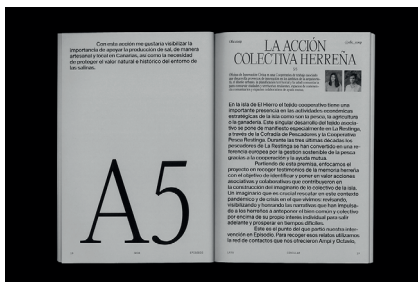 Con esta acción me gustaría visibilizar la
importancia de apoyar la producción de sal, de manera
artesanal y local en Canarias, así como la necesidad
de proteger el valor natural e histórico del entorno de
las salinas.
A5
LA ACCIÓN
COLECTIVA HERREÑA
En la isla de El Hierro el tejido cooperativo tiene una
importante presencia en las actividades económicas
estratégicas de la isla como son la pesca, la agricultura
o la ganadería. Este singular desarrollo del tejido asocia-
tivo se pone de manifiesto especialmente en La Restinga,
a través de la Cofradía de Pescadores y la Cooperativa
Pesca Restinga. Durante las tres últimas décadas los
pescadores de La Restinga se han convertido en una re-
ferencia europea por la gestión sostenible de la pesca
gracias a la cooperación y la ayuda mutua.
Partiendo de esta premisa, enfocamos el
proyecto en recoger testimonios de la memoria herreña
con el objetivo de identificar y poner en valor acciones
asociativas y colaborativas que contribuyeron en
la construcción del imaginario de lo colectivo de la isla.
Un imaginario que es crucial rescatar en este contexto
pandémico y de crisis en el que vivimos: revisando,
visibilizando y honrando las narrativas que han impulsa-
do a los herreños a anteponer el bien común y colectivo
por encima de su propio interés individual para salir
adelante y prosperar en tiempos difíciles.
Este es el punto del que partió nuestra inter-
vención en Episodio. Para recoger esos relatos utilizamos
la red de contactos que nos ofrecieron Ampi y Octavio,